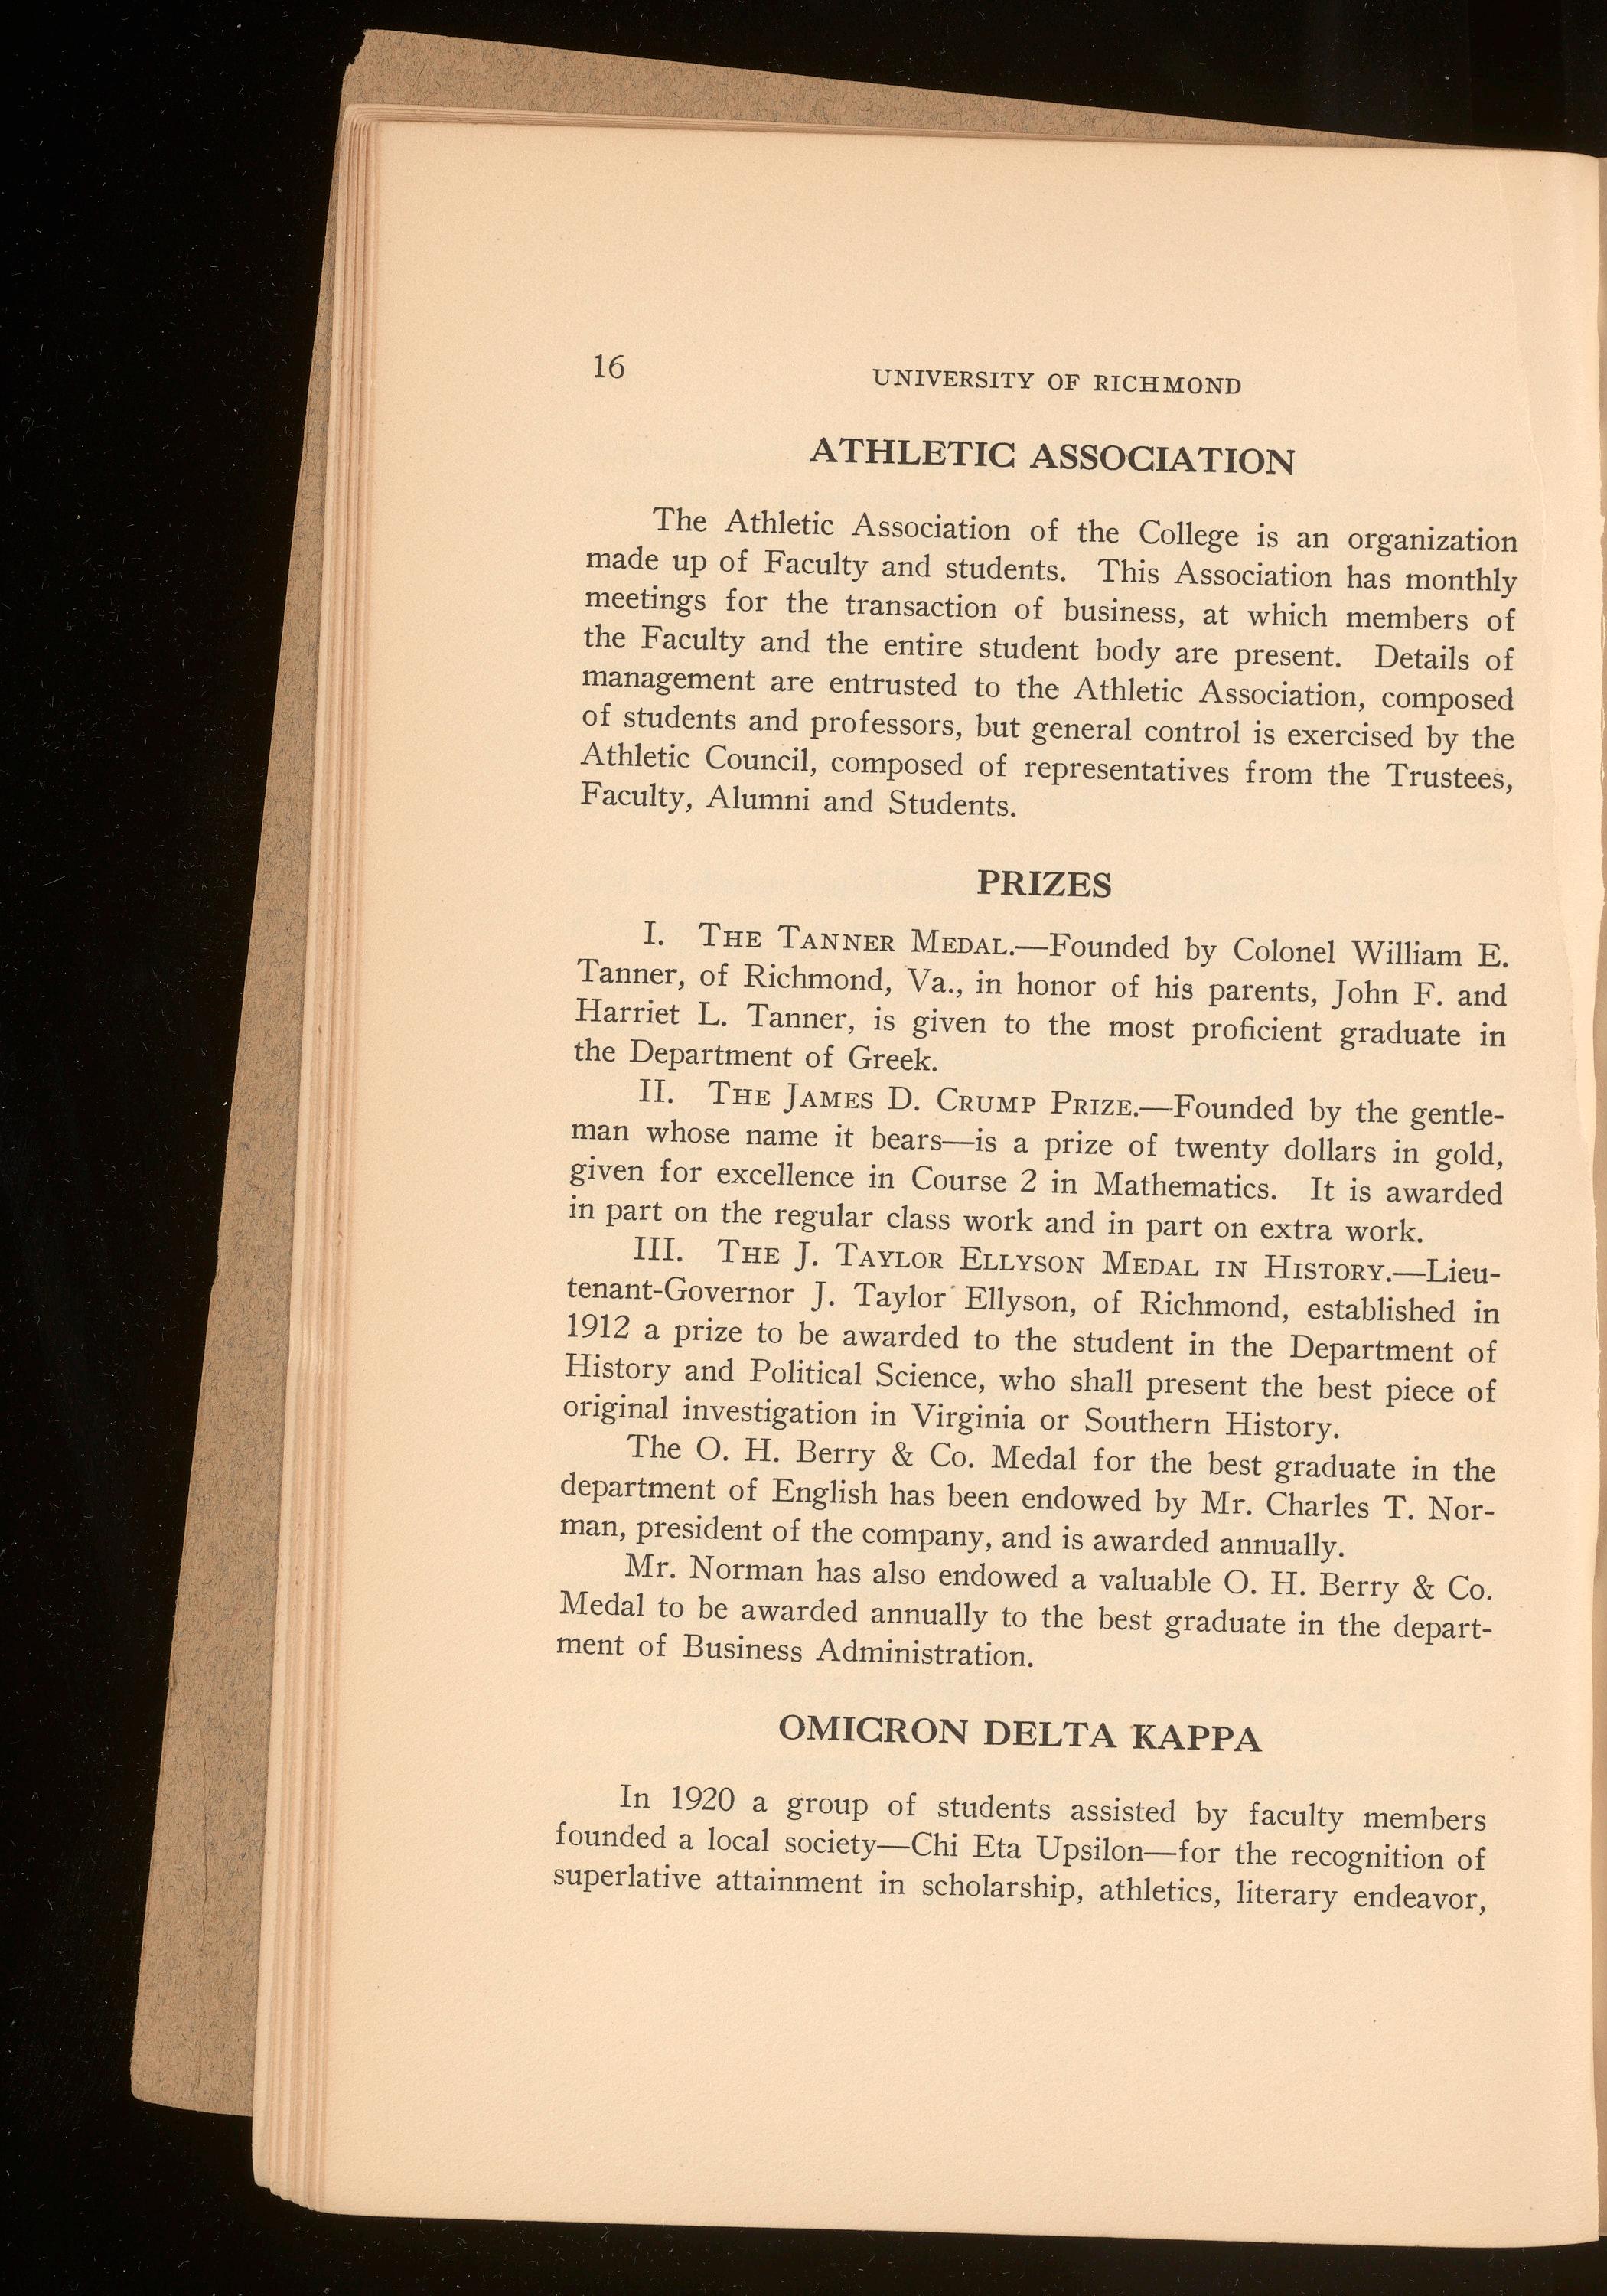 16
UNIVERSITY OF RICHMOND
ATHLETIC ASSOCIATION
The Athletic Association of the College is an organization
made up of Faculty and students. This Association has monthly
meetings for the transaction of business, at which members of
the Faculty and the entire student body are present. Details of
management are entrusted to the Athletic Association, composed
of students and professors, but general control is exercised by the
Athletic Council, composed of representatives from the Trustees,
Faculty, Alumni and Students.
PRIZES
I. THE TANNER MEDAL.—Founded by Colonel William E.
Tanner, of Richmond, Va., in honor of his parents, John F. and
Harriet L. Tanner, is given to the most proficient graduate in
the Department of Greek.
II. THE JAMES D. CRUMP PRIZE.—Founded by the gentle-
man whose name it bears—is a prize of twenty dollars in gold,
given for excellence in Course 2 in Mathematics. It is awarded
in part on the regular class work and in part on extra work.
III. THE J. TAYLOR ELLYSON MEDAL IN HISTORY.—Lieu-
tenant-Governor J. Taylor Ellyson, of Richmond, established in
1912 a prize to be awarded to the student in the Department of
History and Political Science, who shall present the best piece of
original investigation in Virginia or Southern History.
The O. H. Berry & Co. Medal for the best graduate in the
department of English has been endowed by Mr. Charles T. Nor-
man, president of the company, and is awarded annually.
Mr. Norman has also endowed a valuable O. H. Berry & Co.
Medal to be awarded annually to the best graduate in the depart-
ment of Business Administration.
OMICRON DELTA KAPPA
In 1920 a group of students assisted by faculty members
founded a local society—Chi Eta Upsilon—for the recognition of
superlative attainment in scholarship, athletics, literary endeavor,